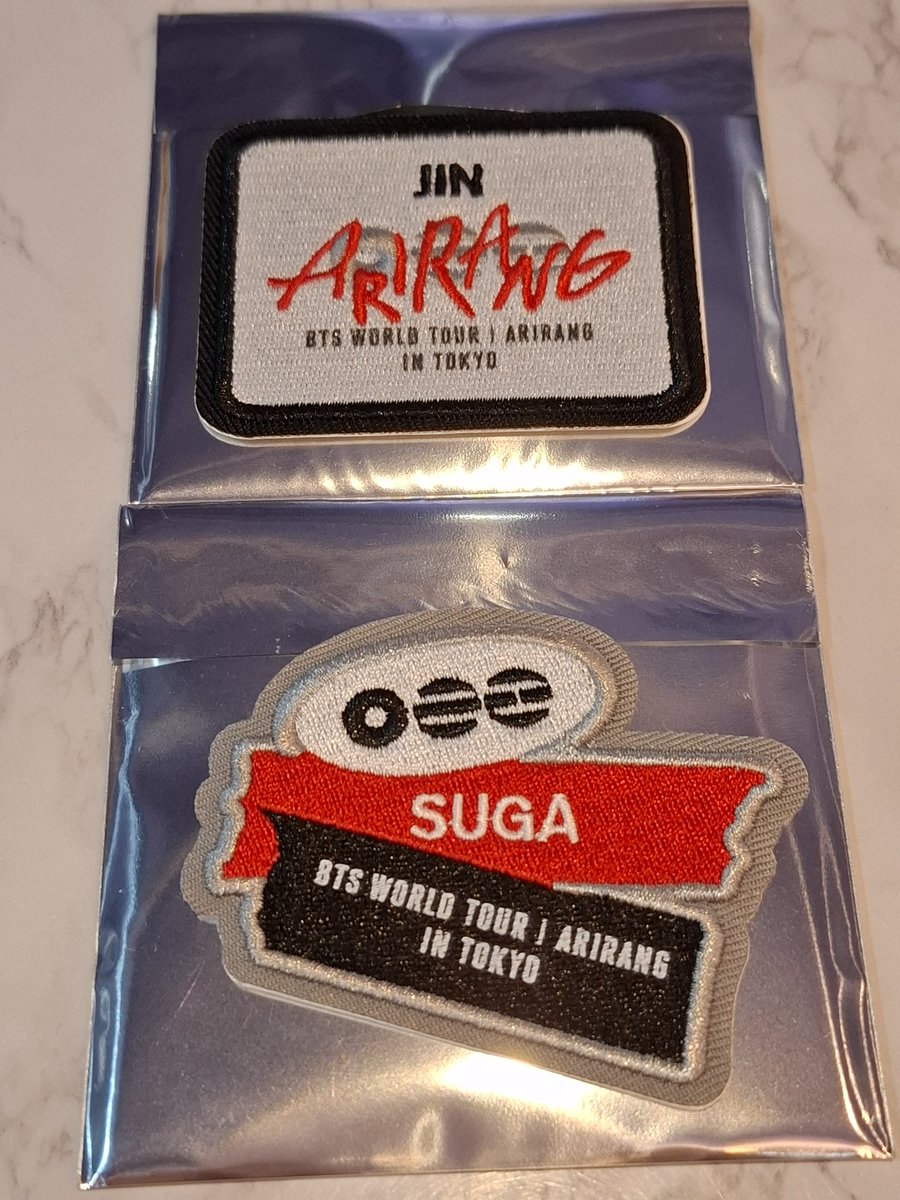 JIN
ARIRANG
BTS WORLD TOUR | ARIRANG
IN TOKYO
SUGA
BTS WORLD TOUR | ARIRANG
IN TOKYO